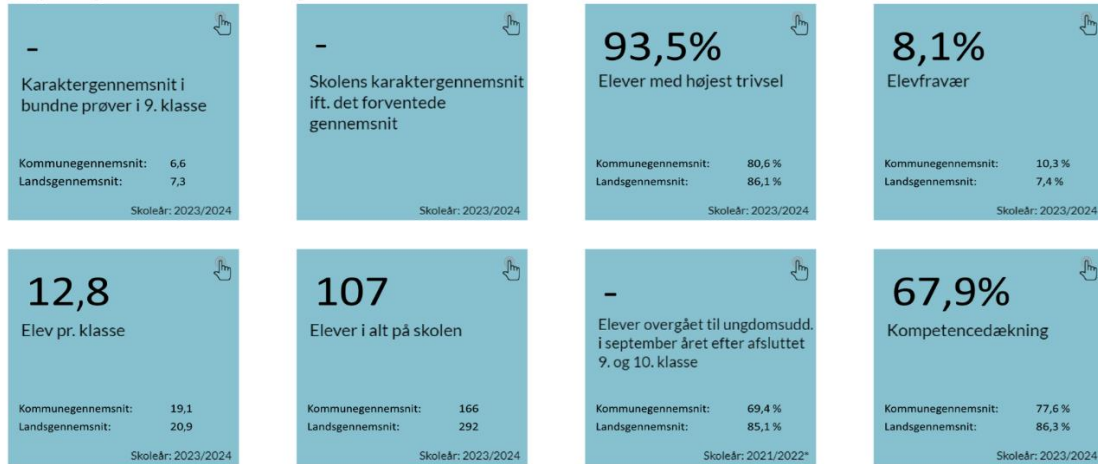 -
Karaktergennemsnit i
bundne prøver i 9. klasse
Kommunegennemsnit: 6,6
Landsgennemsnit: 7,3
Skoleår: 2023/2024
-
Skolens karaktergennemsnit
ift. det forventede
gennemsnit
Skoleår: 2023/2024
93,5%
Elever med højest trivsel
Kommunegennemsnit: 80,6 %
Landsgennemsnit: 86,1 %
Skoleår: 2023/2024
8,1%
Elevfravær
Kommunegennemsnit: 10,3 %
Landsgennemsnit: 7,4 %
Skoleår: 2023/2024
12,8
Elev pr. klasse
Kommunegennemsnit: 19,1
Landsgennemsnit: 20,9
Skoleår: 2023/2024
107
Elever i alt på skolen
Kommunegennemsnit: 166
Landsgennemsnit: 292
Skoleår: 2023/2024
-
Elever overgået til ungdomsudd.
i september året efter afsluttet
9. og 10. klasse
Kommunegennemsnit: 69,4 %
Landsgennemsnit: 85,1 %
Skoleår: 2021/2022*
67,9%
Kompetencedækning
Kommunegennemsnit: 77,6 %
Landsgennemsnit: 86,3 %
Skoleår: 2023/2024